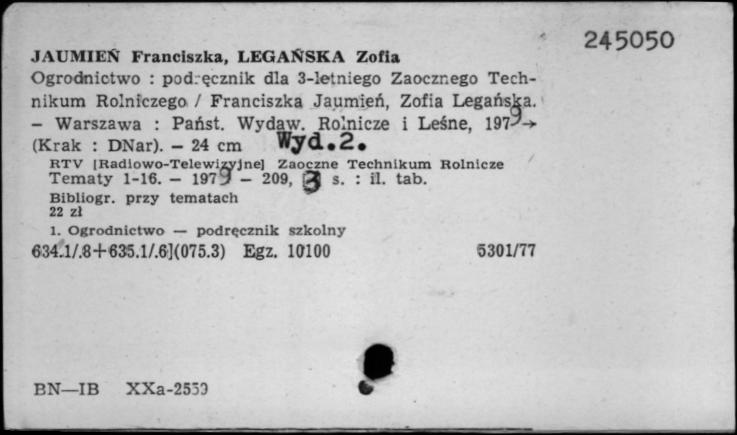 245050
JAUMIEŃ Franciszka, LEGAŃSKA Zofia
Ogrodnictwo : podręcznik dla 3-letniego Zaocznego Tech-
nikum Rolniczego / Franciszka Jaumień, Zofia Legańska.
— Warszawa : Państ. Wydaw. Rolnicze i Leśne, 1979→
(Krak : DNar). — 24 cm Wyd.2.
RTV [Radiowo-Telewizyjne] Zaoczne Technikum Rolnicze
Tematy 1-16. — 1979 — 209, [3] s. : il. tab.
Bibliogr. przy tematach
22 zł
1. Ogrodnictwo — podręcznik szkolny
634.1/.8+635.1/.6](075.3) Egz. 10100 5301/77
BN—IB XXa-2559